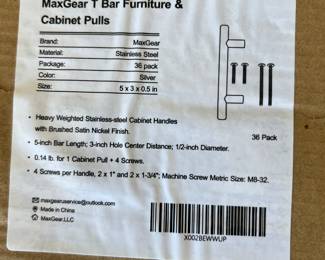 MaxGear T Bar Furniture &
Cabinet Pulls
Brand: MaxGear
Material: Stainless Steel
Package: 36 pack
Color: Silver
Size: 5 x 3 x 0.5 in
36 Pack
• Heavy Weighted Stainless-steel Cabinet Handles
with Brushed Satin Nickel Finish.
• 5-inch Bar Length; 3-inch Hole Center Distance; 1/2-inch Diameter.
• 0.14 lb. for 1 Cabinet Pull + 4 Screws.
• 4 Screws per Handle, 2 x 1" and 2 x 1-3/4"; Machine Screw Metric Size: M8-32.
maxgearuservice@outlook.com
Made in China
MaxGear.LLC
X002BEWWUP